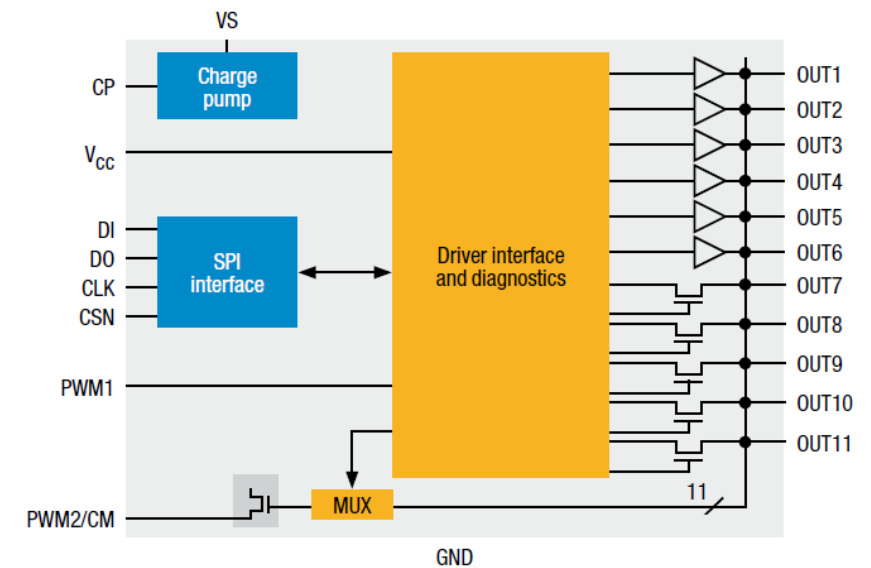 VS
Charge
pump
CP
VCC
DI
DO
CLK
CSN
SPI
interface
PWM1
Driver interface
and diagnostics
OUT1
OUT2
OUT3
OUT4
OUT5
OUT6
OUT7
OUT8
OUT9
OUT10
OUT11
11
MUX
PWM2/CM
GND